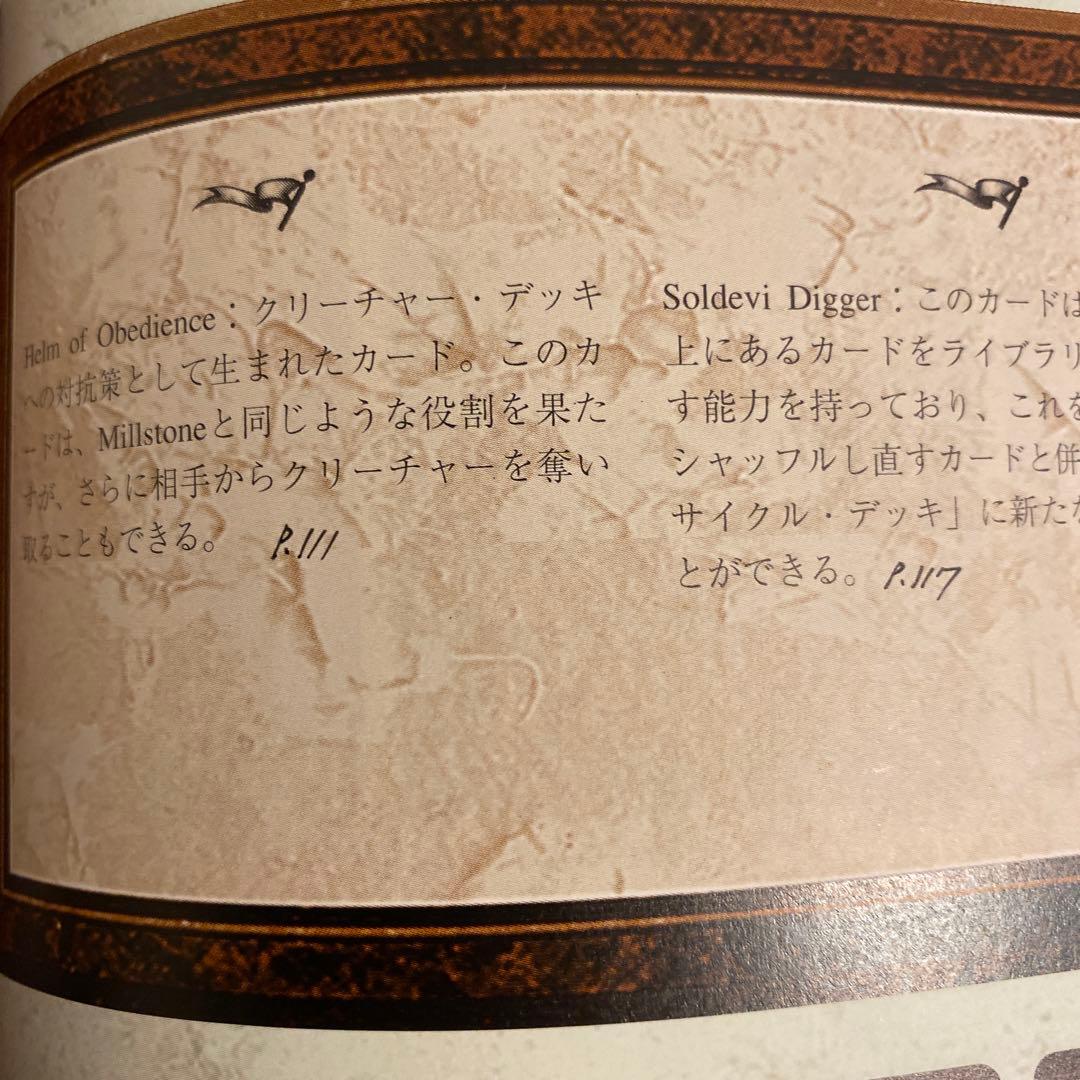 Helm of Obedience：クリーチャー・デッキ
への対抗策として生まれたカード。このカ
ードは、Millstoneと同じような役割を果た
すが、さらに相手からクリーチャーを奪い
取ることもできる。 P.111
Soldevi Digger：このカードは
上にあるカードをライブラリ
す能力を持っており、これを
シャッフルし直すカードと併
サイクル・デッキ」に新たな
とができる。 P.117